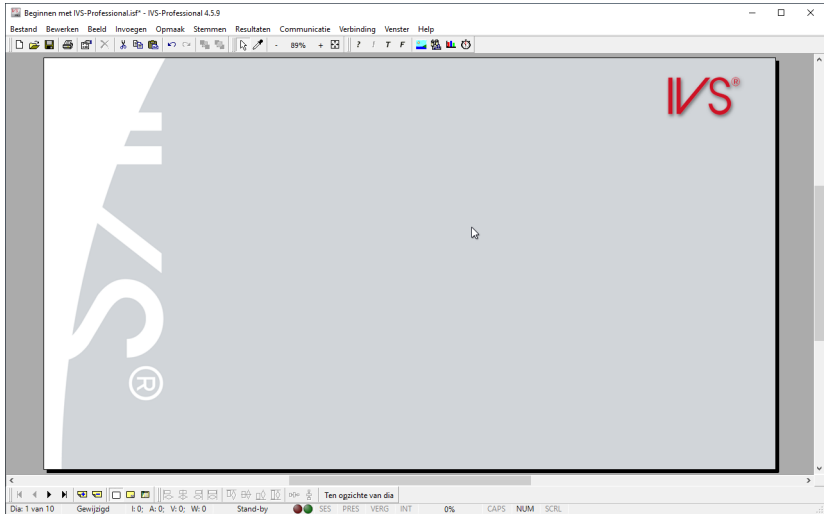 Beginnen met IVS-Professional.isf* - IVS-Professional 4.5.9
Bestand Bewerken Beeld Invoegen Opmaak Stemmen Resultaten Communicatie Verbinding Venster Help
- 89% + ? ! T F
IVS®
IVS®
Ten opzichte van dia
Dia: 1 van 10 Gewijzigd I: 0; A: 0; V: 0; W: 0 Stand-by SES PRES VERG INT 0% CAPS NUM SCRL